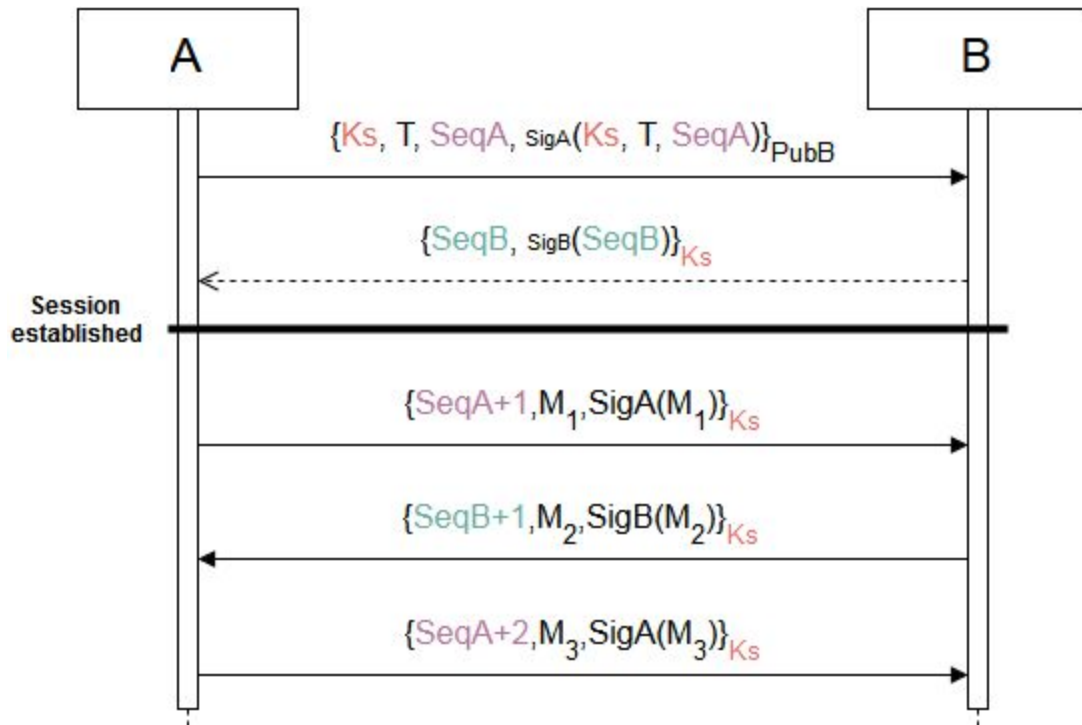 A
B
{Ks, T, SeqA, SigA(Ks, T, SeqA)}PubB
{SeqB, SigB(SeqB)}Ks
Session
established
{SeqA+1,M1,SigA(M1)}Ks
{SeqB+1,M2,SigB(M2)}Ks
{SeqA+2,M3,SigA(M3)}Ks